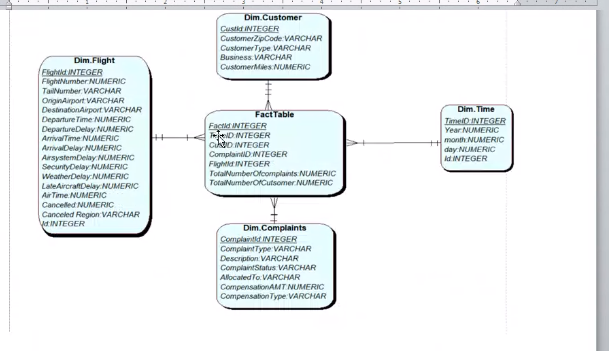 Dim.Customer
CustId:INTEGER
CustomerZipCode:VARCHAR
CustomerType:VARCHAR
Business:VARCHAR
CustomerMiles:NUMERIC
Dim.Flight
FlightId:INTEGER
FlightNumber:NUMERIC
TailNumber:VARCHAR
OriginAirport:VARCHAR
DestinationAirport:VARCHAR
DepartureTime:NUMERIC
DepartureDelay:NUMERIC
ArrivalTime:NUMERIC
ArrivalDelay:NUMERIC
AirsystemDelay:NUMERIC
SecurityDelay:NUMERIC
WeatherDelay:NUMERIC
LateAircraftDelay:NUMERIC
AirTime:NUMERIC
Cancelled:NUMERIC
Canceled Region:VARCHAR
Id:INTEGER
FactTable
FactId:INTEGER
INTEGER
INTEGER
ComplaintID:INTEGER
FlightId:INTEGER
TotalNumberOfcomplaints:NUMERIC
TotalNumberOfCutsomer:NUMERIC
Dim.Time
TimeID:INTEGER
Year:NUMERIC
month:NUMERIC
day:NUMERIC
Id:INTEGER
Dim.Complaints
ComplaintId:INTEGER
ComplaintType:VARCHAR
Description:VARCHAR
ComplaintStatus:VARCHAR
AllocatedTo:VARCHAR
CompensationAMT:NUMERIC
CompensationType:VARCHAR